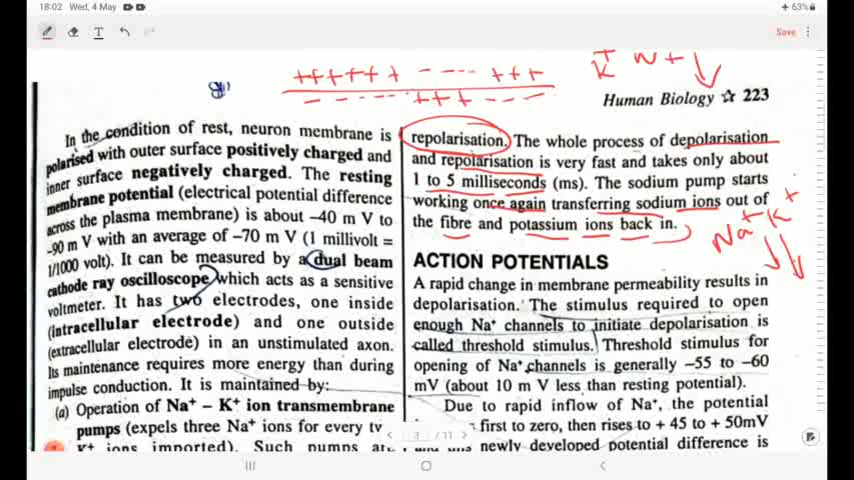 18:02 Wed, 4 May
63%
T
Save
+++++ + - --- +++
- - - - - +++ - - - -
K+ N+
Human Biology ☆ 223
In the condition of rest, neuron membrane is
polarised with outer surface positively charged and
inner surface negatively charged. The resting
membrane potential (electrical potential difference
across the plasma membrane) is about –40 m V to
–90 m V with an average of –70 m V (1 millivolt =
1/1000 volt). It can be measured by a dual beam
cathode ray oscilloscope which acts as a sensitive
voltmeter. It has two electrodes, one inside
(intracellular electrode) and one outside
(extracellular electrode) in an unstimulated axon.
Its maintenance requires more energy than during
impulse conduction. It is maintained by:
(a) Operation of Na+ – K+ ion transmembrane
pumps (expels three Na+ ions for every
K+ ions imported). Such pumps
repolarisation. The whole process of depolarisation
and repolarisation is very fast and takes only about
1 to 5 milliseconds (ms). The sodium pump starts
working once again transferring sodium ions out of
the fibre and potassium ions back in.
Na+ K+
ACTION POTENTIALS
A rapid change in membrane permeability results in
depolarisation. The stimulus required to open
enough Na+ channels to initiate depolarisation is
called threshold stimulus. Threshold stimulus for
opening of Na+ channels is generally –55 to –60
mV (about 10 m V less than resting potential).
Due to rapid inflow of Na+, the potential
first to zero, then rises to + 45 to + 50mV
newly developed potential difference is
3 / 11